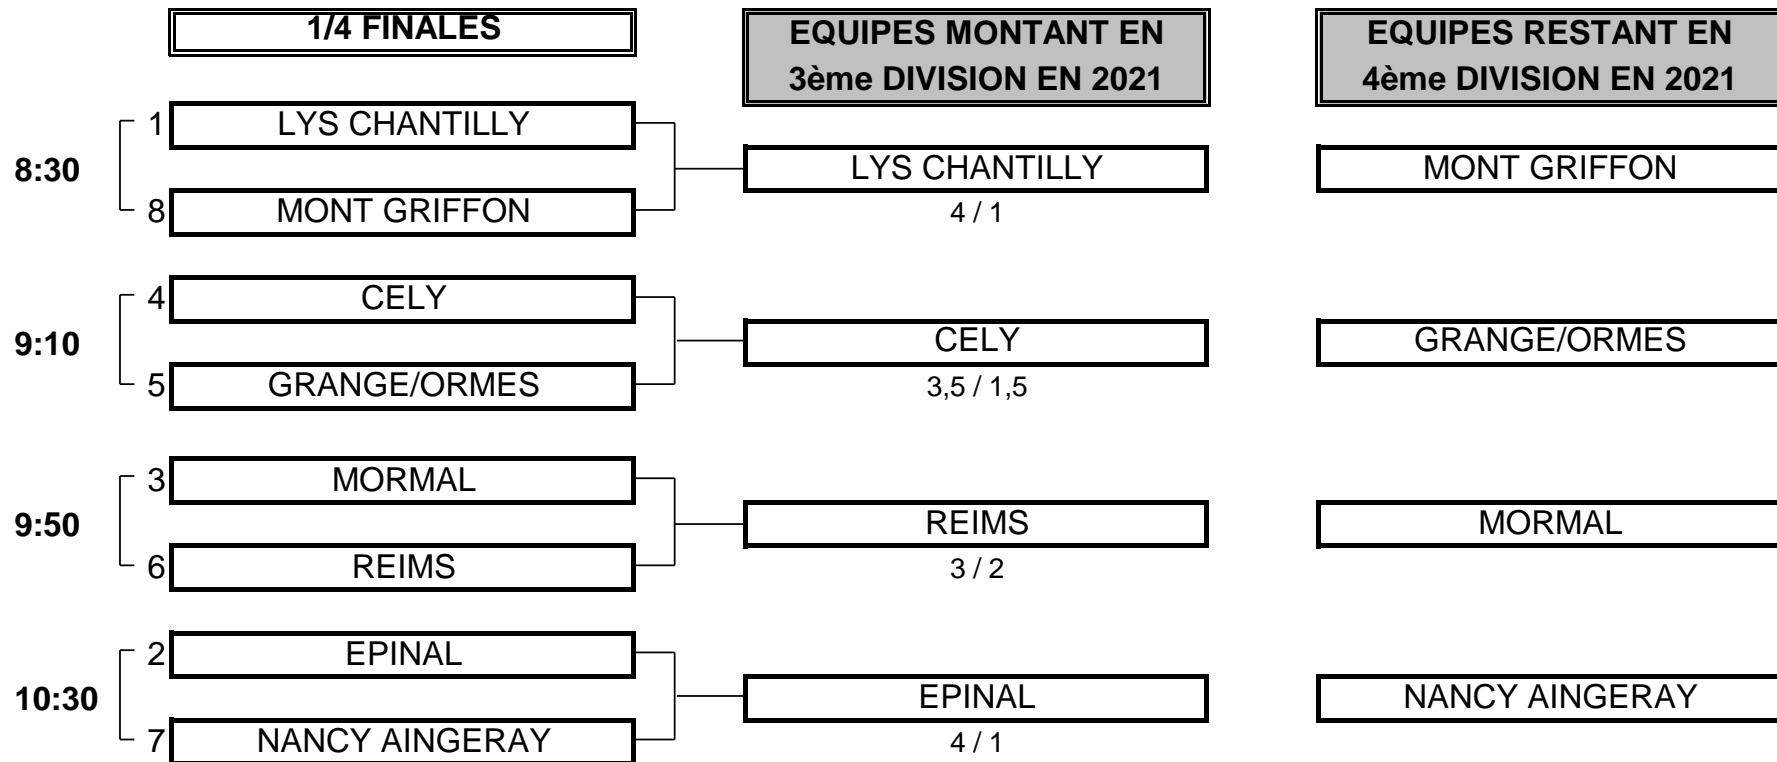 1/4 FINALES
EQUIPES MONTANT EN
3ème DIVISION EN 2021
EQUIPES RESTANT EN
4ème DIVISION EN 2021
1 LYS CHANTILLY
8:30
LYS CHANTILLY
MONT GRIFFON
8 MONT GRIFFON
4 / 1
4 CELY
9:10
CELY
GRANGE/ORMES
5 GRANGE/ORMES
3,5 / 1,5
3 MORMAL
9:50
REIMS
MORMAL
6 REIMS
3 / 2
2 EPINAL
10:30
EPINAL
NANCY AINGERAY
7 NANCY AINGERAY
4 / 1